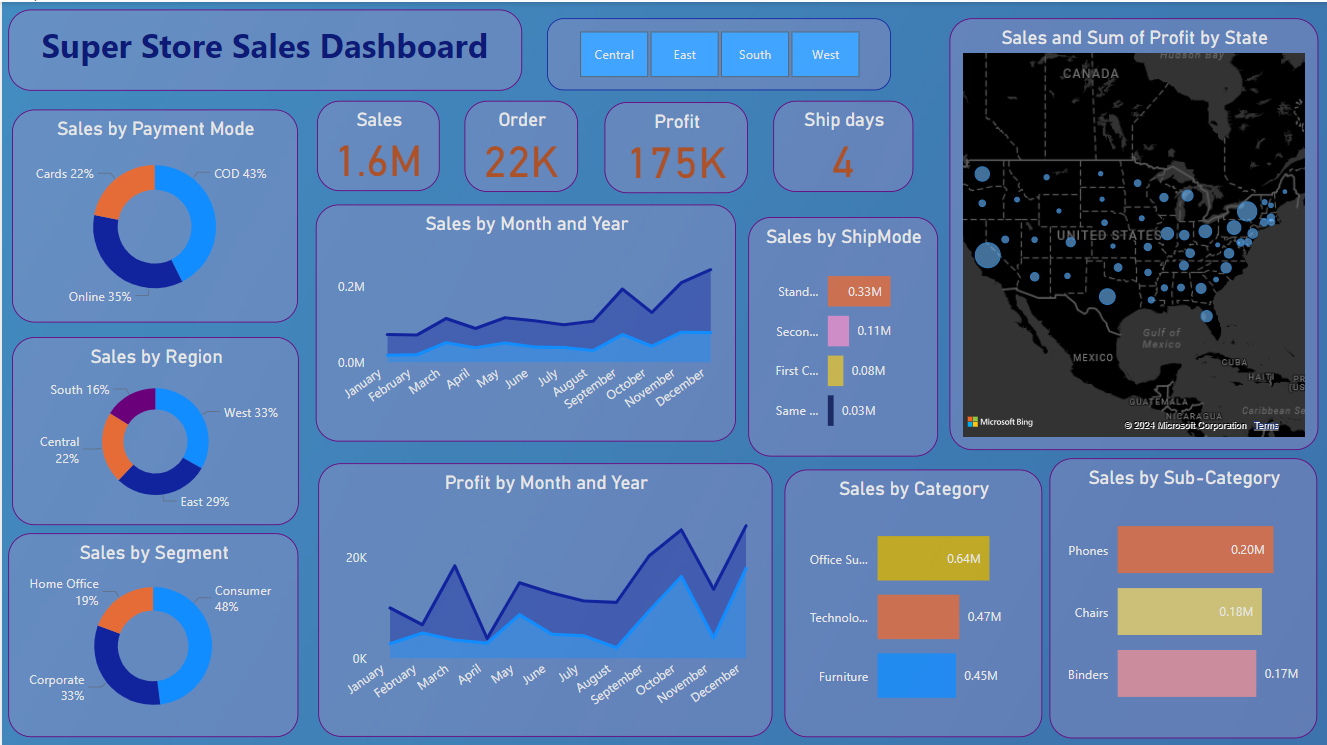 Super Store Sales Dashboard
Central
East
South
West
Sales and Sum of Profit by State
CANADA
Hudson Bay
UNITED STATES
MEXICO
Gulf of
Mexico
CUBA
HAITI
PR
(US
GUATEMALA
NICARAGUA
Caribbean Se
Microsoft Bing
© 2024 Microsoft Corporation Terms
Sales by Payment Mode
Cards 22%
COD 43%
Online 35%
Sales
1.6M
Order
22K
Profit
175K
Ship days
4
Sales by Month and Year
0.2M
0.0M
January
February
March
April
May
June
July
August
September
October
November
December
Sales by ShipMode
Stand...
0.33M
Secon...
0.11M
First C...
0.08M
Same ...
0.03M
Sales by Region
South 16%
West 33%
Central
22%
East 29%
Sales by Segment
Home Office
19%
Consumer
48%
Corporate
33%
Profit by Month and Year
20K
0K
January
February
March
April
May
June
July
August
September
October
November
December
Sales by Category
Office Su...
0.64M
Technolo...
0.47M
Furniture
0.45M
Sales by Sub-Category
Phones
0.20M
Chairs
0.18M
Binders
0.17M